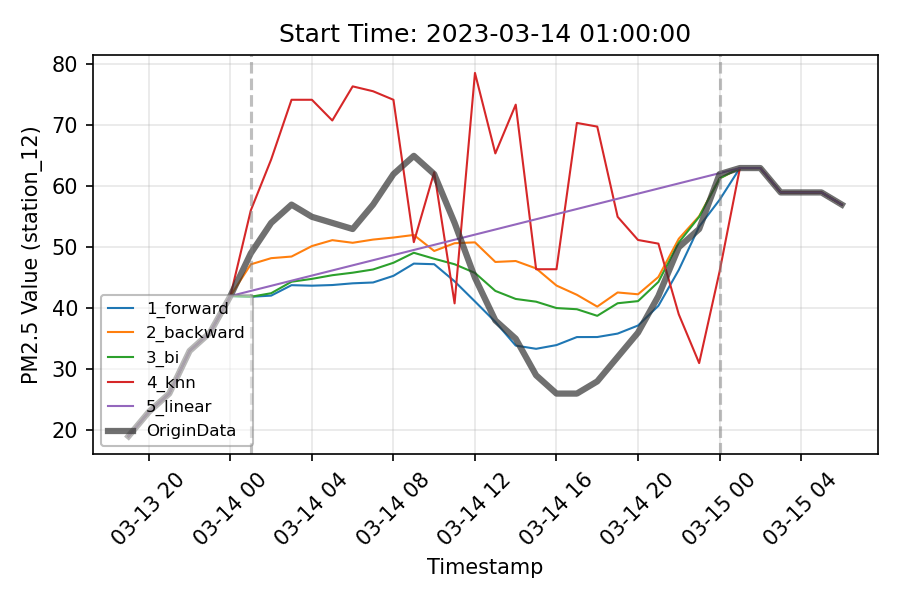 Start Time: 2023-03-14 01:00:00
PM2.5 Value (station_12)
80
70
60
50
40
30
20
1_forward
2_backward
3_bi
4_knn
5_linear
OriginData
03-13 20
03-14 00
03-14 04
03-14 08
03-14 12
03-14 16
03-14 20
03-15 00
03-15 04
Timestamp